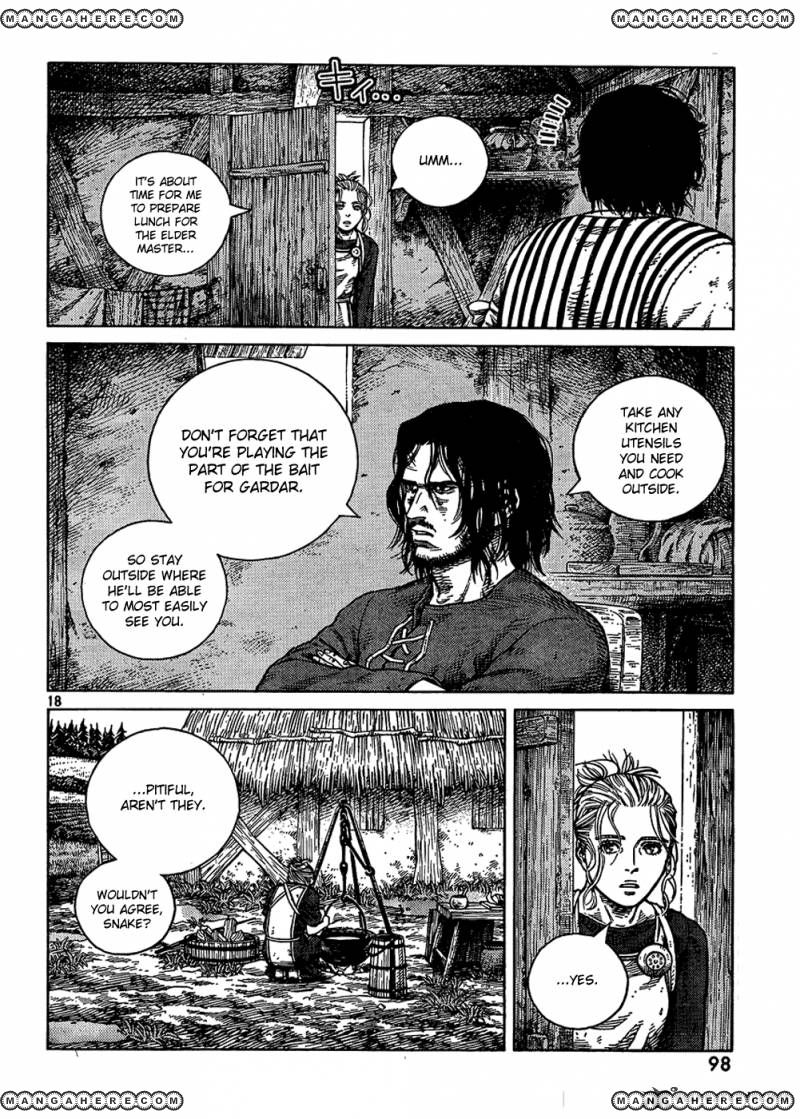 MANGAHERE.COM
MANGAHERE.COM
キィ...
UMM...
IT'S ABOUT
TIME FOR ME
TO PREPARE
LUNCH FOR
THE ELDER
MASTER...
TAKE ANY
KITCHEN
UTENSILS
YOU NEED
AND COOK
OUTSIDE.
DON'T FORGET THAT
YOU'RE PLAYING THE
PART OF THE BAIT
FOR GARDAR.
SO STAY
OUTSIDE WHERE
HE'LL BE ABLE
TO MOST EASILY
SEE YOU.
18
...YES.
...PITIFUL,
AREN'T THEY.
WOULDN'T
YOU AGREE,
SNAKE?
98
MANGAHERE.COM
MANGAHERE.COM